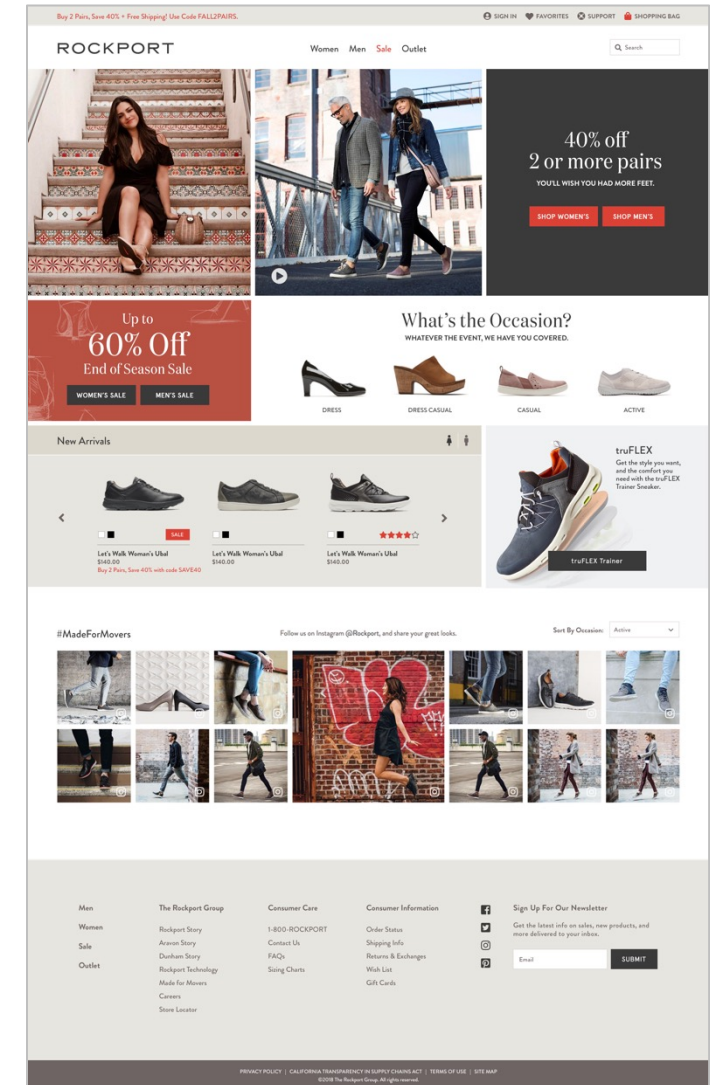 Buy 2 Pairs, Save 40% + Free Shipping! Use Code FALL2PAIRS.
SIGN IN FAVORITES SUPPORT SHOPPING BAG
ROCKPORT
Women Men Sale Outlet
Search
40% off
2 or more pairs
YOU'LL WISH YOU HAD MORE FEET.
SHOP WOMEN'S SHOP MEN'S
Up to
60% Off
End of Season Sale
WOMEN'S SALE MEN'S SALE
What's the Occasion?
WHATEVER THE EVENT, WE HAVE YOU COVERED.
DRESS DRESS CASUAL CASUAL ACTIVE
New Arrivals
SALE
Let's Walk Woman's Ubal
$140.00
Buy 2 Pairs, Save 40% with code SAVE40
Let's Walk Woman's Ubal
$140.00
Let's Walk Woman's Ubal
$140.00
truFLEX
Get the style you want,
and the comfort you
need with the truFLEX
Trainer Sneaker.
truFLEX Trainer
#MadeForMovers
Follow us on Instagram @Rockport, and share your great looks.
Sort By Occasion: Active
Men
Women
Sale
Outlet
The Rockport Group
Rockport Story
Aravon Story
Dunham Story
Rockport Technology
Made for Movers
Careers
Store Locator
Consumer Care
1-800-ROCKPORT
Contact Us
FAQs
Sizing Charts
Consumer Information
Order Status
Shipping Info
Returns & Exchanges
Wish List
Gift Cards
Sign Up For Our Newsletter
Get the latest info on sales, new products, and
more delivered to your inbox.
Email SUBMIT
PRIVACY POLICY | CALIFORNIA TRANSPARENCY IN SUPPLY CHAINS ACT | TERMS OF USE | SITE MAP
©2018 The Rockport Group. All rights reserved.